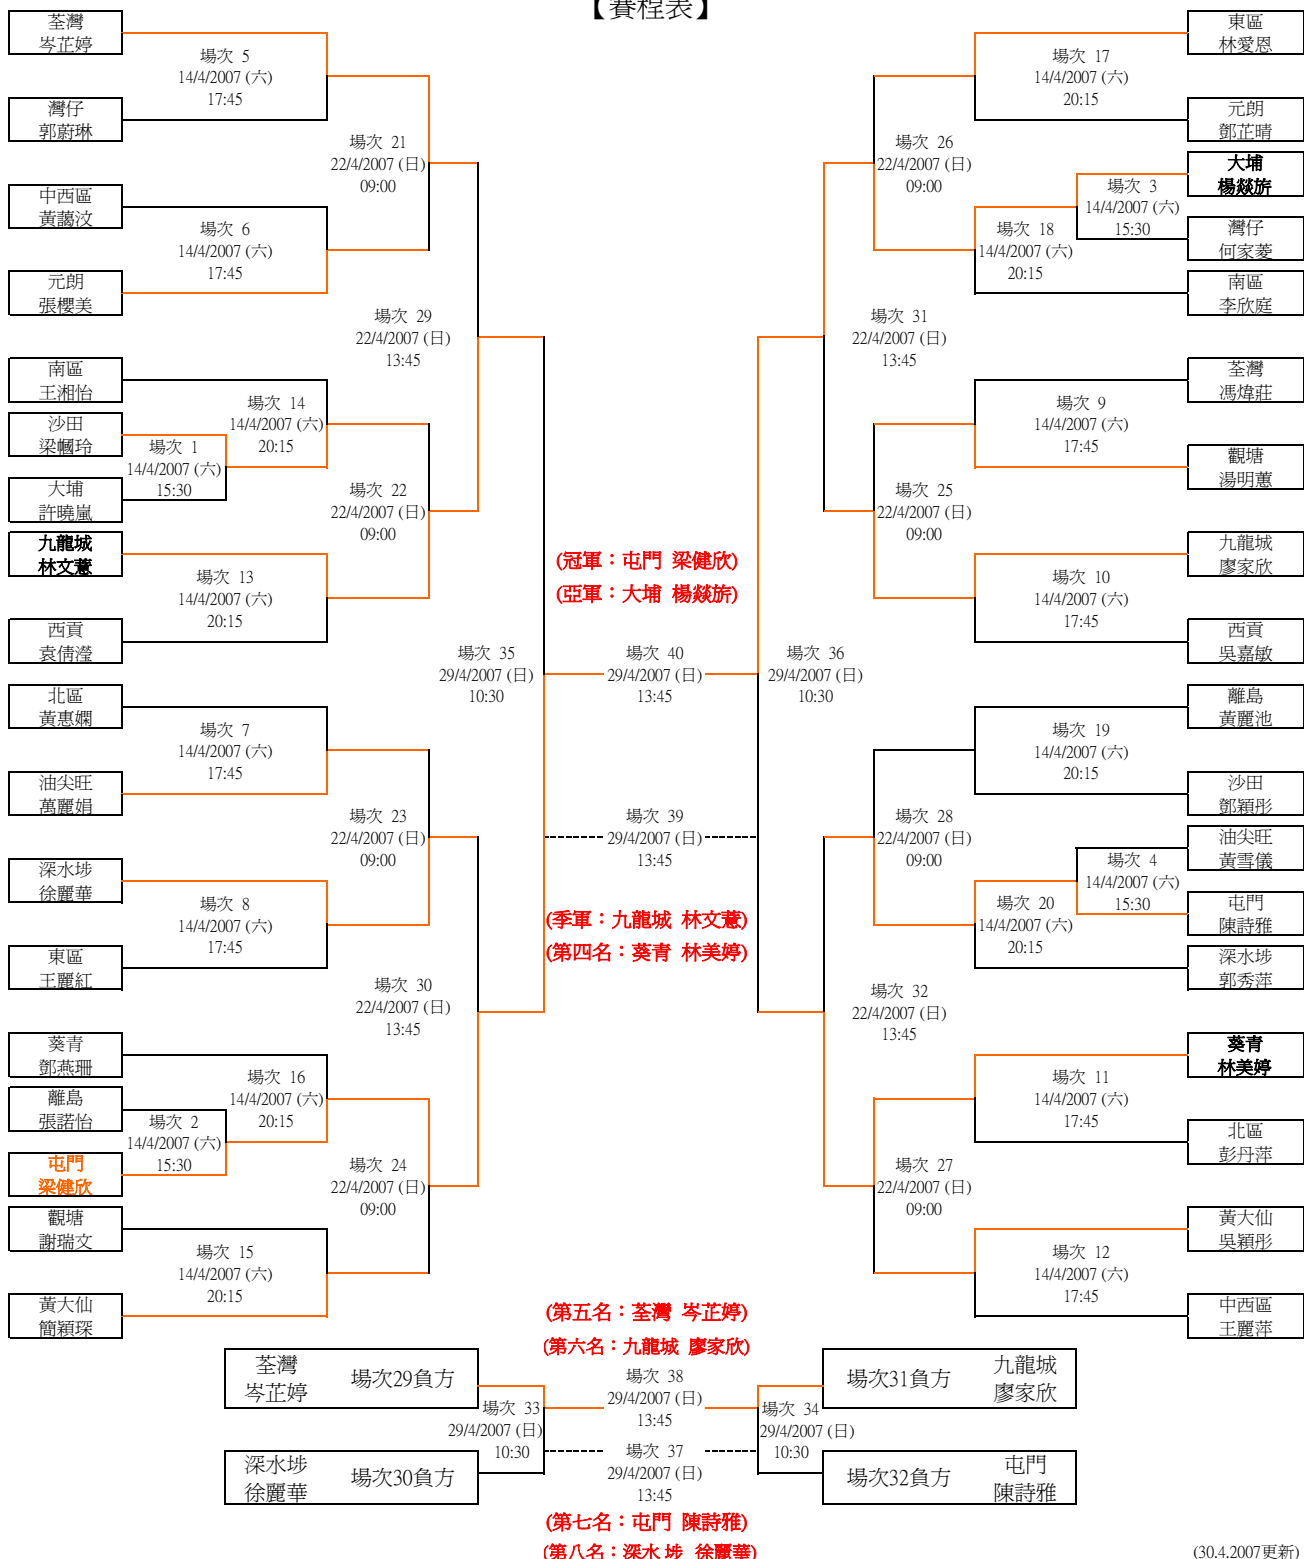 【賽程表】
荃灣
岑芷婷
場次 5
14/4/2007 (六)
17:45
灣仔
郭蔚琳
場次 21
22/4/2007 (日)
09:00
中西區
黃藹汶
場次 6
14/4/2007 (六)
17:45
元朗
張櫻美
場次 29
22/4/2007 (日)
13:45
南區
王湘怡
場次 14
14/4/2007 (六)
20:15
沙田
梁幗玲
場次 1
14/4/2007 (六)
15:30
大埔
許曉嵐
場次 22
22/4/2007 (日)
09:00
九龍城
林文薏
場次 13
14/4/2007 (六)
20:15
西貢
袁倩瀅
場次 35
29/4/2007 (日)
10:30
北區
黃惠嫻
場次 7
14/4/2007 (六)
17:45
油尖旺
萬麗娟
場次 23
22/4/2007 (日)
09:00
深水埗
徐麗華
場次 8
14/4/2007 (六)
17:45
東區
王麗紅
場次 30
22/4/2007 (日)
13:45
葵青
鄧燕珊
場次 16
14/4/2007 (六)
20:15
離島
張諾怡
場次 2
14/4/2007 (六)
15:30
屯門
梁健欣
場次 24
22/4/2007 (日)
09:00
觀塘
謝瑞文
場次 15
14/4/2007 (六)
20:15
黃大仙
簡穎琛
(冠軍：屯門 梁健欣)
(亞軍：大埔 楊燚旂)
場次 40
29/4/2007 (日)
13:45
場次 39
29/4/2007 (日)
13:45
(季軍：九龍城 林文薏)
(第四名：葵青 林美婷)
東區
林愛恩
場次 17
14/4/2007 (六)
20:15
元朗
鄧芷晴
場次 26
22/4/2007 (日)
09:00
大埔
楊燚旂
場次 3
14/4/2007 (六)
15:30
灣仔
何家菱
場次 18
14/4/2007 (六)
20:15
南區
李欣庭
場次 31
22/4/2007 (日)
13:45
荃灣
馮煒莊
場次 9
14/4/2007 (六)
17:45
觀塘
湯明蕙
場次 25
22/4/2007 (日)
09:00
九龍城
廖家欣
場次 10
14/4/2007 (六)
17:45
西貢
吳嘉敏
場次 36
29/4/2007 (日)
10:30
離島
黃麗池
場次 19
14/4/2007 (六)
20:15
沙田
鄧穎彤
場次 28
22/4/2007 (日)
09:00
油尖旺
黃雪儀
場次 4
14/4/2007 (六)
15:30
屯門
陳詩雅
場次 20
14/4/2007 (六)
20:15
深水埗
郭秀萍
場次 32
22/4/2007 (日)
13:45
葵青
林美婷
場次 11
14/4/2007 (六)
17:45
北區
彭丹萍
場次 27
22/4/2007 (日)
09:00
黃大仙
吳穎彤
場次 12
14/4/2007 (六)
17:45
中西區
王麗萍
(第五名：荃灣 岑芷婷)
(第六名：九龍城 廖家欣)
荃灣
岑芷婷
場次29負方
場次 38
29/4/2007 (日)
13:45
場次31負方
九龍城
廖家欣
場次 33
29/4/2007 (日)
10:30
場次 34
29/4/2007 (日)
10:30
深水埗
徐麗華
場次30負方
場次 37
29/4/2007 (日)
13:45
場次32負方
屯門
陳詩雅
(第七名：屯門 陳詩雅)
(第八名：深水埗 徐麗華)
(30.4.2007更新)